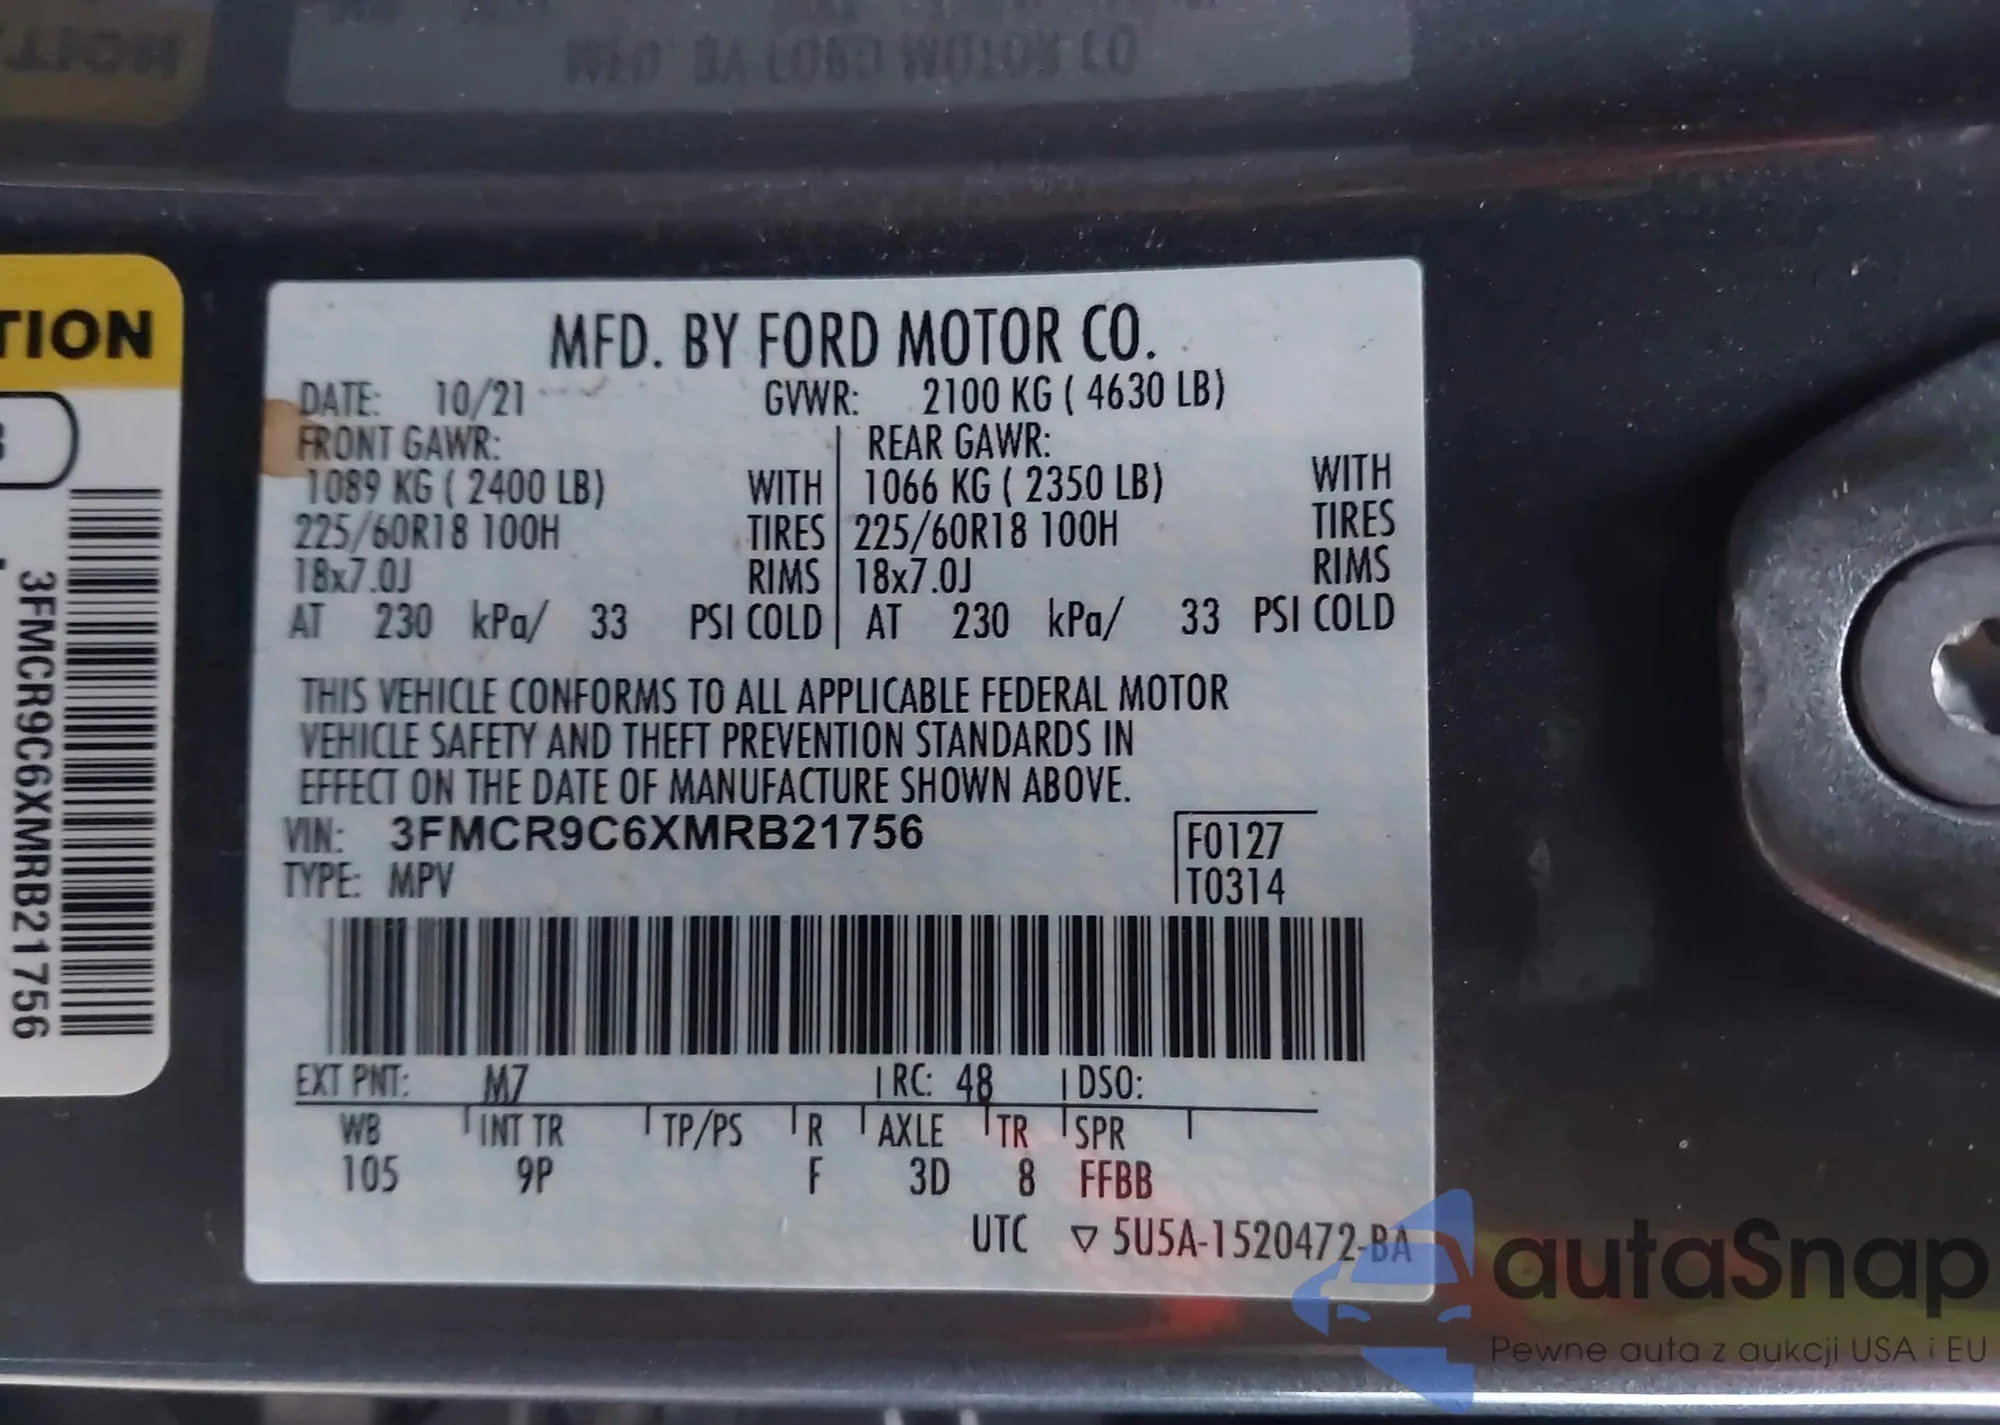 MFD. BY FORD MOTOR CO.
DATE: 10/21 GVWR: 2100 KG ( 4630 LB)
FRONT GAWR: REAR GAWR:
1089 KG ( 2400 LB) WITH 1066 KG ( 2350 LB) WITH
225/60R18 100H TIRES 225/60R18 100H TIRES
18x7.0J RIMS 18x7.0J RIMS
AT 230 kPa/ 33 PSI COLD AT 230 kPa/ 33 PSI COLD
THIS VEHICLE CONFORMS TO ALL APPLICABLE FEDERAL MOTOR
VEHICLE SAFETY AND THEFT PREVENTION STANDARDS IN
EFFECT ON THE DATE OF MANUFACTURE SHOWN ABOVE.
VIN: 3FMCR9C6XMRB21756 F0127
TYPE: MPV T0314
EXT PNT: M7 RC: 48 DSO:
WB INT TR TP/PS R AXLE TR SPR
105 9P F 3D 8 FFBB
UTC ▽ 5U5A-1520472-BA
TION
3FMCR9C6XMRB21756
autaSnap
Pewne auta z aukcji USA i EU